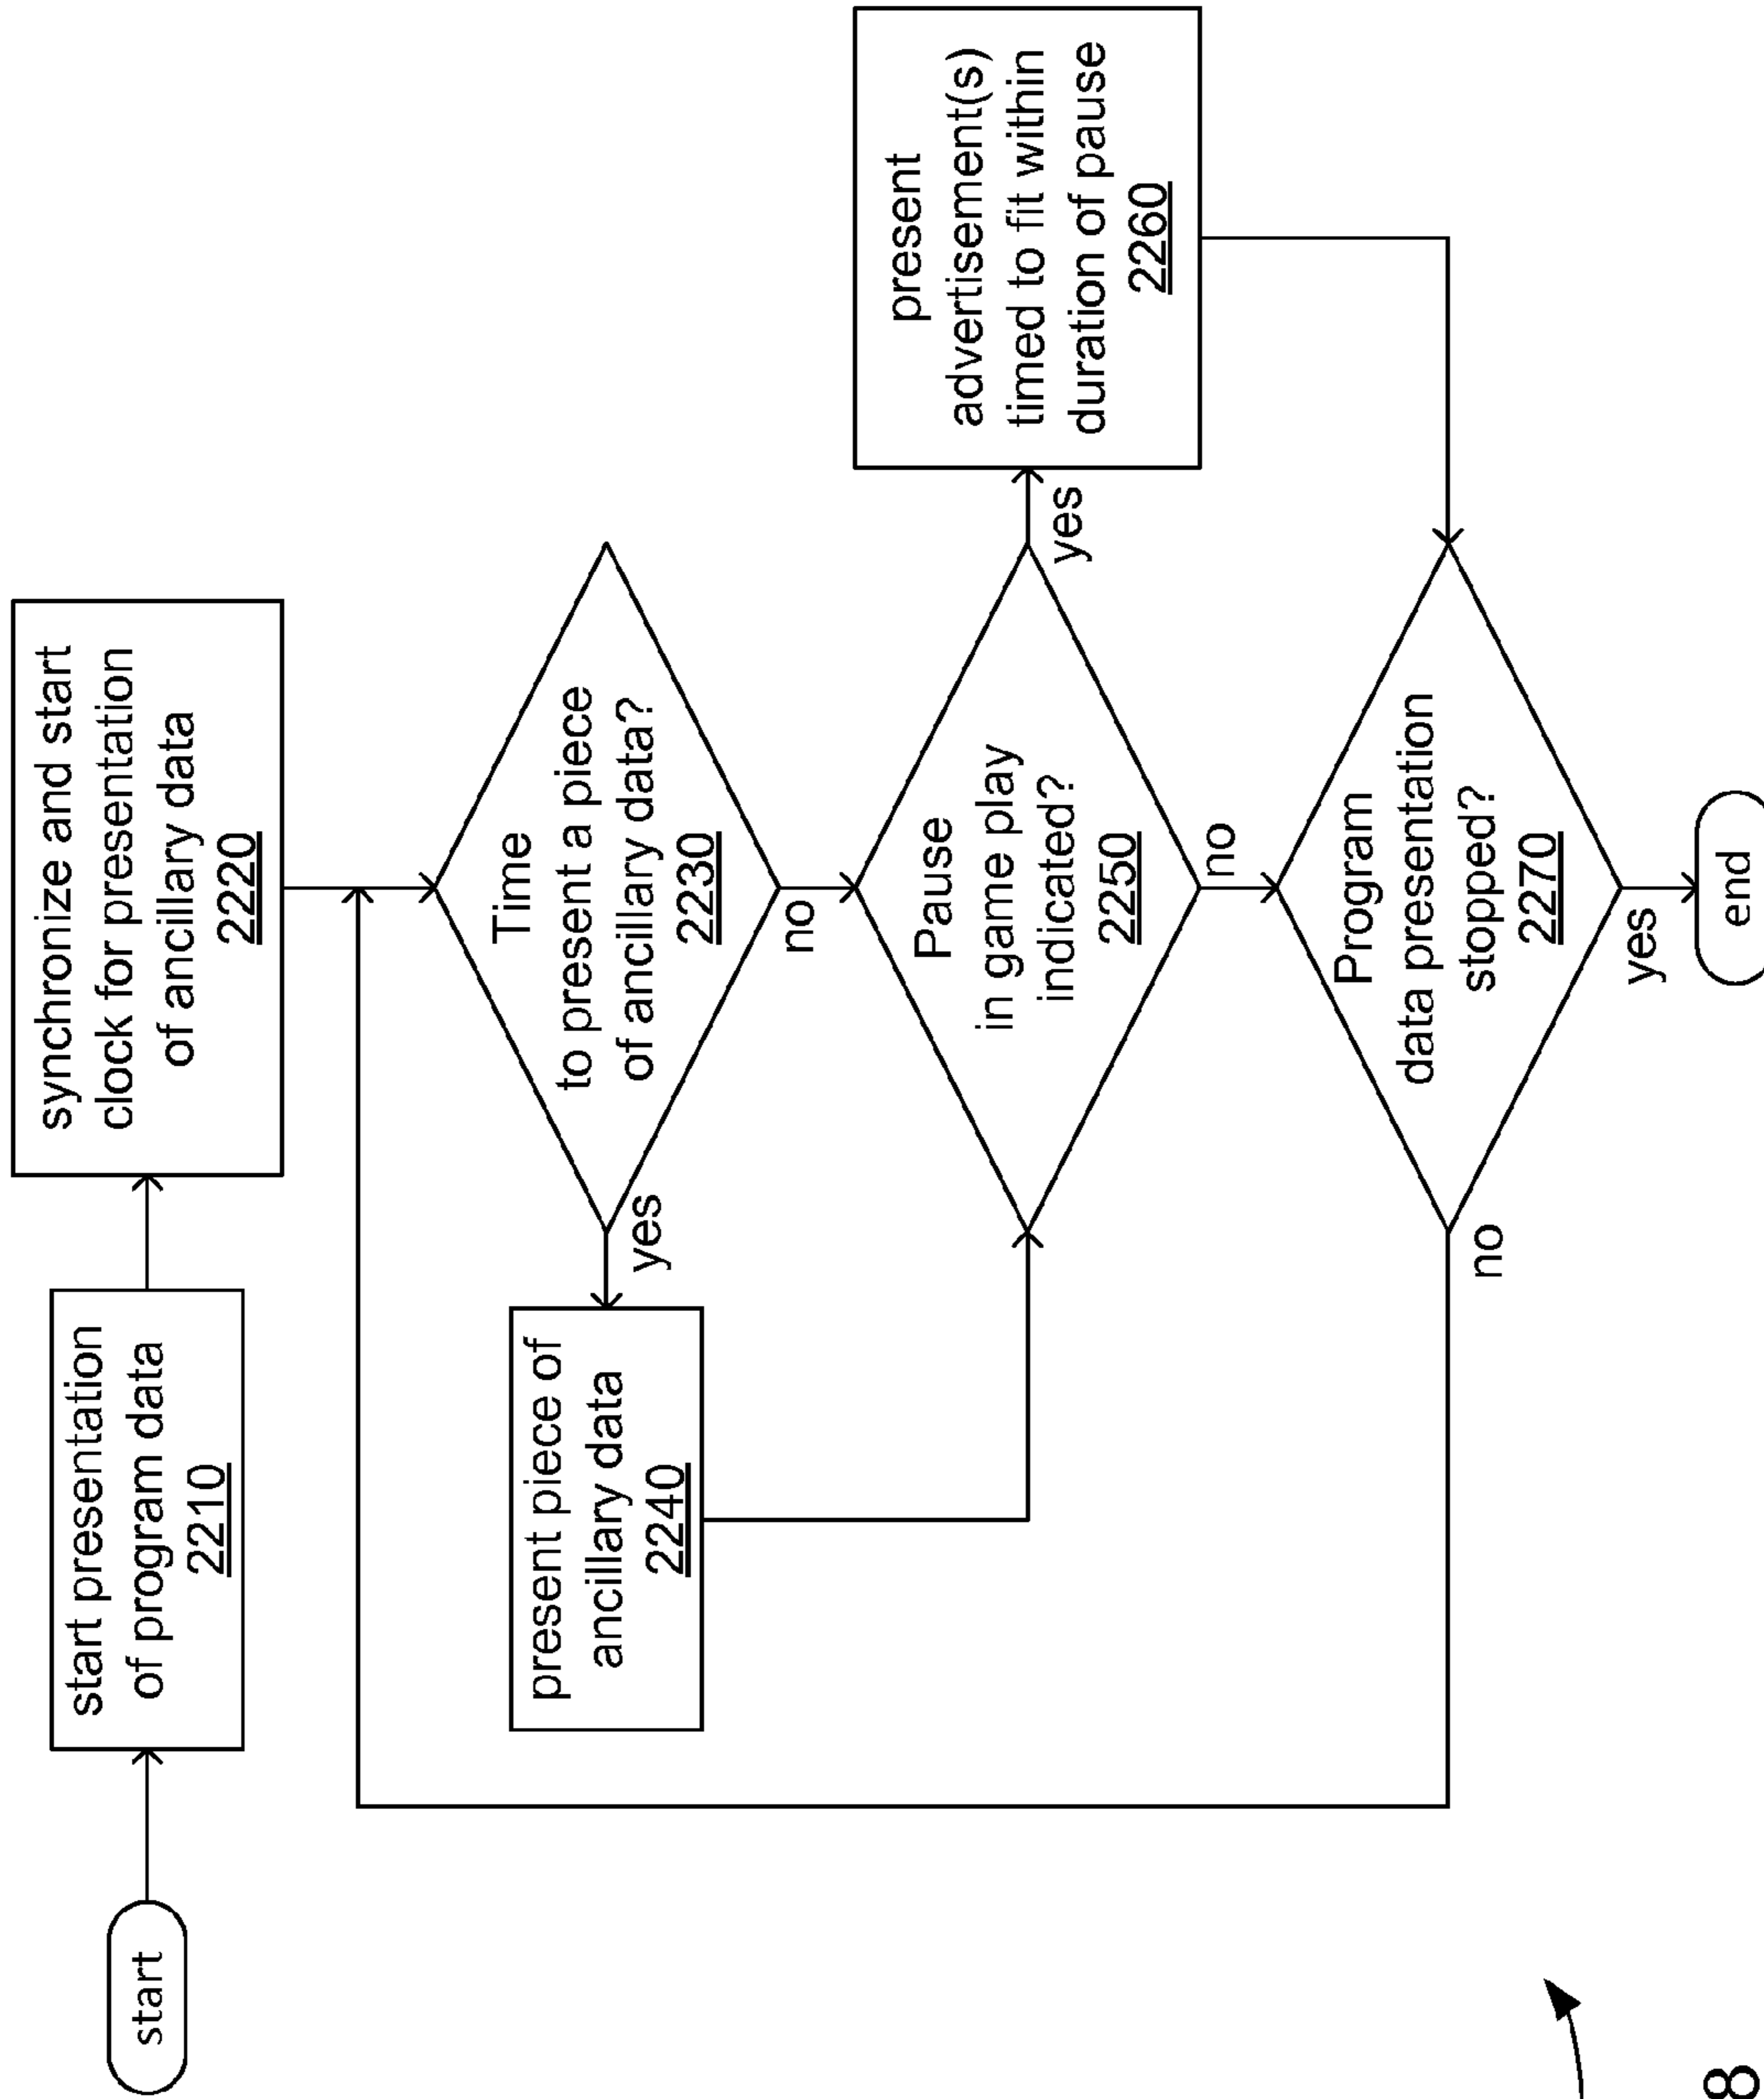 start
start presentation
of program data
2210
synchronize and start
clock for presentation
of ancillary data
2220
Time
to present a piece
of ancillary data?
2230
yes
no
present piece of
ancillary data
2240
Pause
in game play
indicated?
2250
yes
no
present
advertisement(s)
timed to fit within
duration of pause
2260
Program
data presentation
stopped?
2270
no
yes
end
8